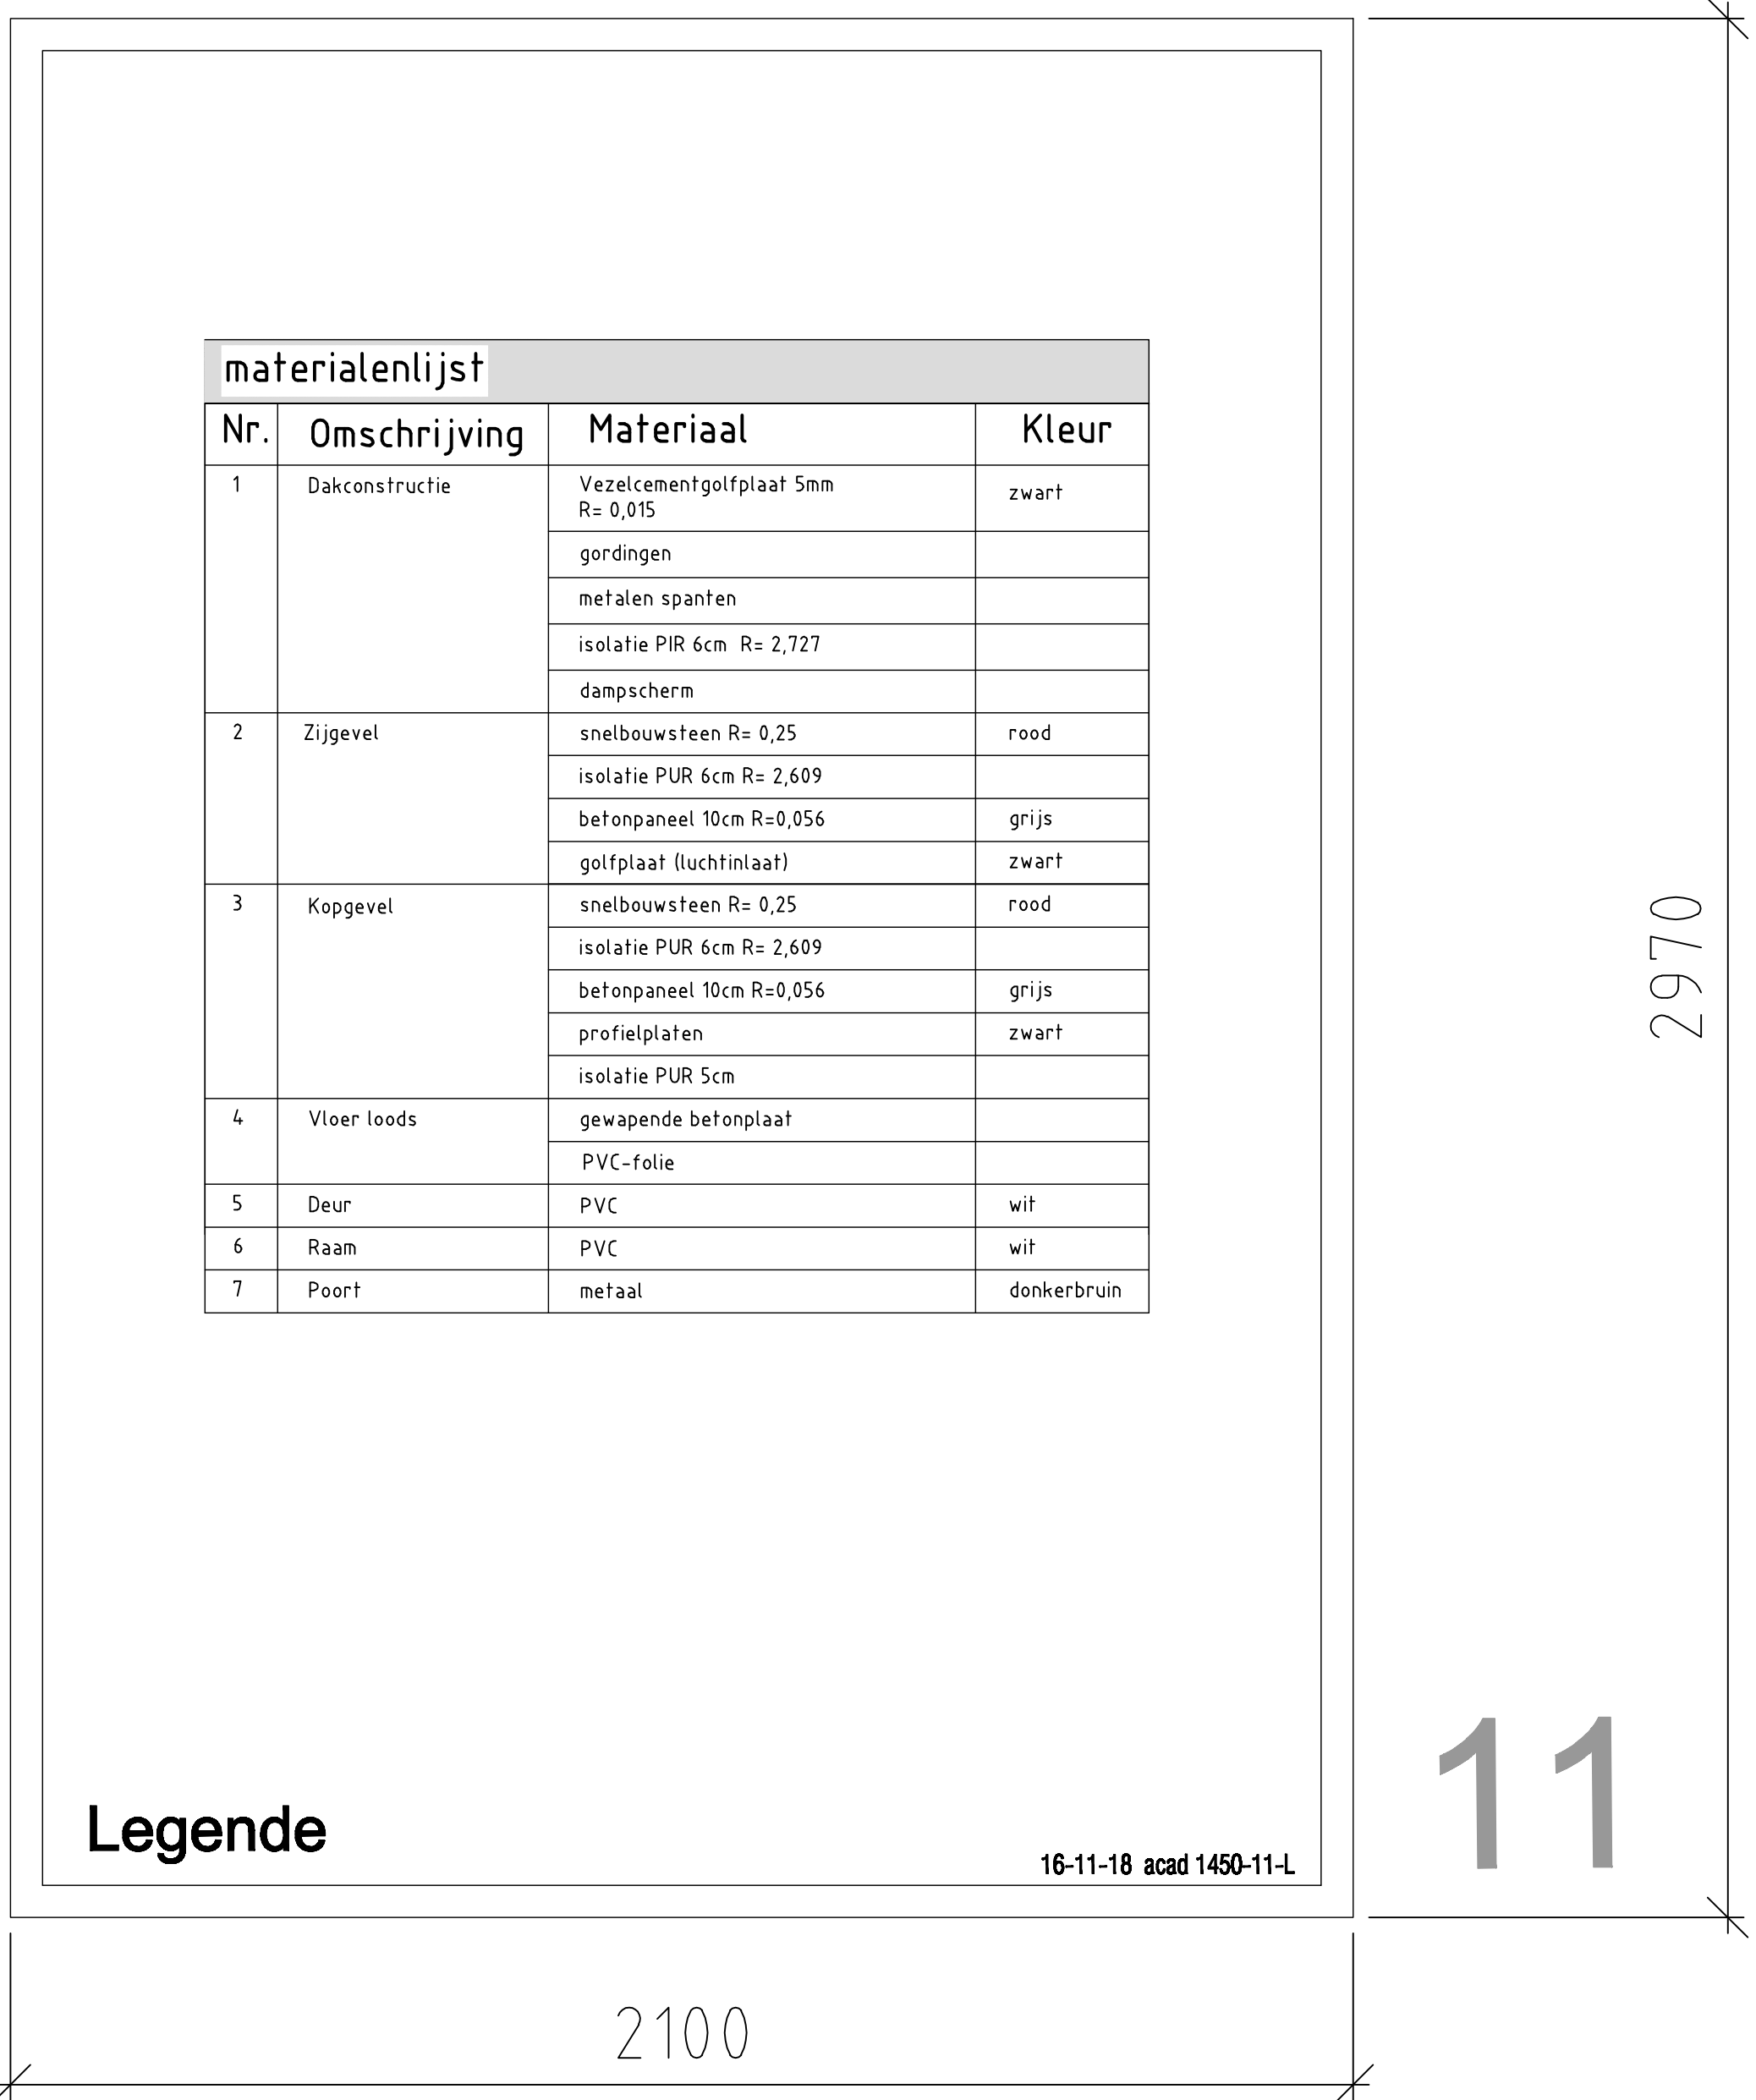 materialenlijst
Nr. Omschrijving Materiaal Kleur
1 Dakconstructie Vezelcementgolfplaat 5mm zwart
R= 0,015
gordingen
metalen spanten
isolatie PIR 6cm R= 2,727
dampscherm
2 Zijgevel snelbouwsteen R= 0,25 rood
isolatie PUR 6cm R= 2,609
betonpaneel 10cm R=0,056 grijs
golfplaat (luchtinlaat) zwart
3 Kopgevel snelbouwsteen R= 0,25 rood
isolatie PUR 6cm R= 2,609
betonpaneel 10cm R=0,056 grijs
profielplaten zwart
isolatie PUR 5cm
4 Vloer loods gewapende betonplaat
PVC-folie
5 Deur PVC wit
6 Raam PVC wit
7 Poort metaal donkerbruin
2970
11
Legende
16-11-18 acad 1450-11-L
2100